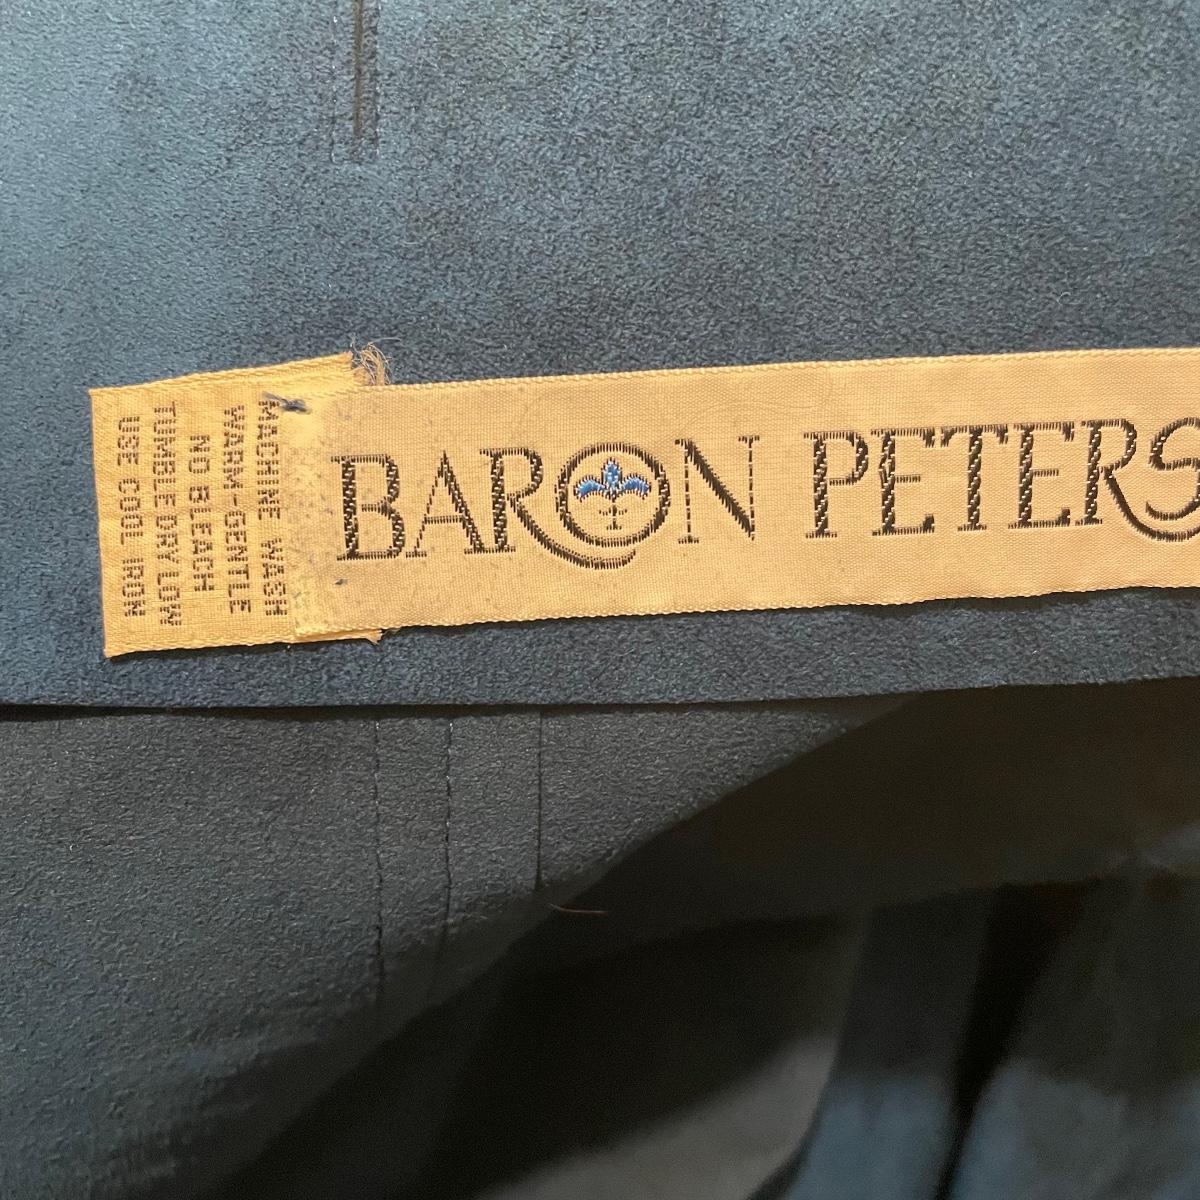 BARON PETERS
MACHINE WASH
WARM-GENTLE
NO BLEACH
TUMBLE DRY LOW
USE COOL IRON